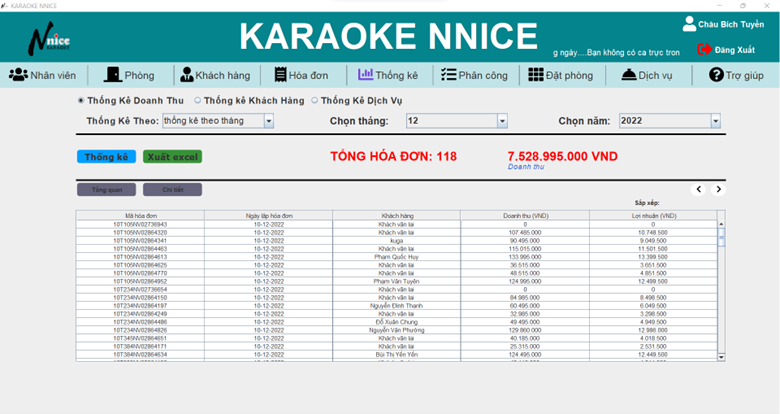 KARAOKE NNICE
Nnice
KARAOKE
KARAOKE NNICE
g ngày....Bạn không có ca trực tron
Châu Bích Tuyền
Đăng Xuất
Nhân viên Phòng Khách hàng Hóa đơn Thống kê Phân công Đặt phòng Dịch vụ Trợ giúp
Thống Kê Doanh Thu Thống kê Khách Hàng Thống Kê Dịch Vụ
Thống Kê Theo: thống kê theo tháng Chọn tháng: 12 Chọn năm: 2022
Thống kê Xuất excel TỔNG HÓA ĐƠN: 118 7.528.995.000 VND
Doanh thu
Tổng quan Chi tiết
Sắp xếp:
Mã hóa đơn Ngày lập hóa đơn Khách hàng Doanh thu (VND) Lợi nhuận (VND)
10T105NV02736943 10-12-2022 Khách vãn lai 0 0
10T105NV02864320 10-12-2022 Khách vãn lai 107.485.000 10.748.500
10T105NV02864341 10-12-2022 kuga 90.495.000 9.049.500
10T105NV02864463 10-12-2022 Khách vãn lai 115.015.000 11.501.500
10T105NV02864613 10-12-2022 Phạm Quốc Huy 133.995.000 13.399.500
10T105NV02864625 10-12-2022 Khách vãn lai 36.515.000 3.651.500
10T105NV02864770 10-12-2022 Khách vãn lai 48.515.000 4.851.500
10T105NV02864952 10-12-2022 Phạm Văn Tuyên 124.995.000 12.499.500
10T234NV02736654 10-12-2022 Khách vãn lai 0 0
10T234NV02864150 10-12-2022 Khách vãn lai 84.985.000 8.498.500
10T234NV02864197 10-12-2022 Nguyễn Đình Thanh 60.495.000 6.049.500
10T234NV02864249 10-12-2022 Khách vãn lai 32.985.000 3.298.500
10T234NV02864486 10-12-2022 Đỗ Xuân Chung 49.495.000 4.949.500
10T234NV02864826 10-12-2022 Nguyễn Văn Phường 129.860.000 12.986.000
10T345NV02864651 10-12-2022 Khách vãn lai 40.185.000 4.018.500
10T384NV02864171 10-12-2022 Khách vãn lai 25.315.000 2.531.500
10T384NV02864634 10-12-2022 Bùi Thị Yến Yến 124.495.000 12.449.500